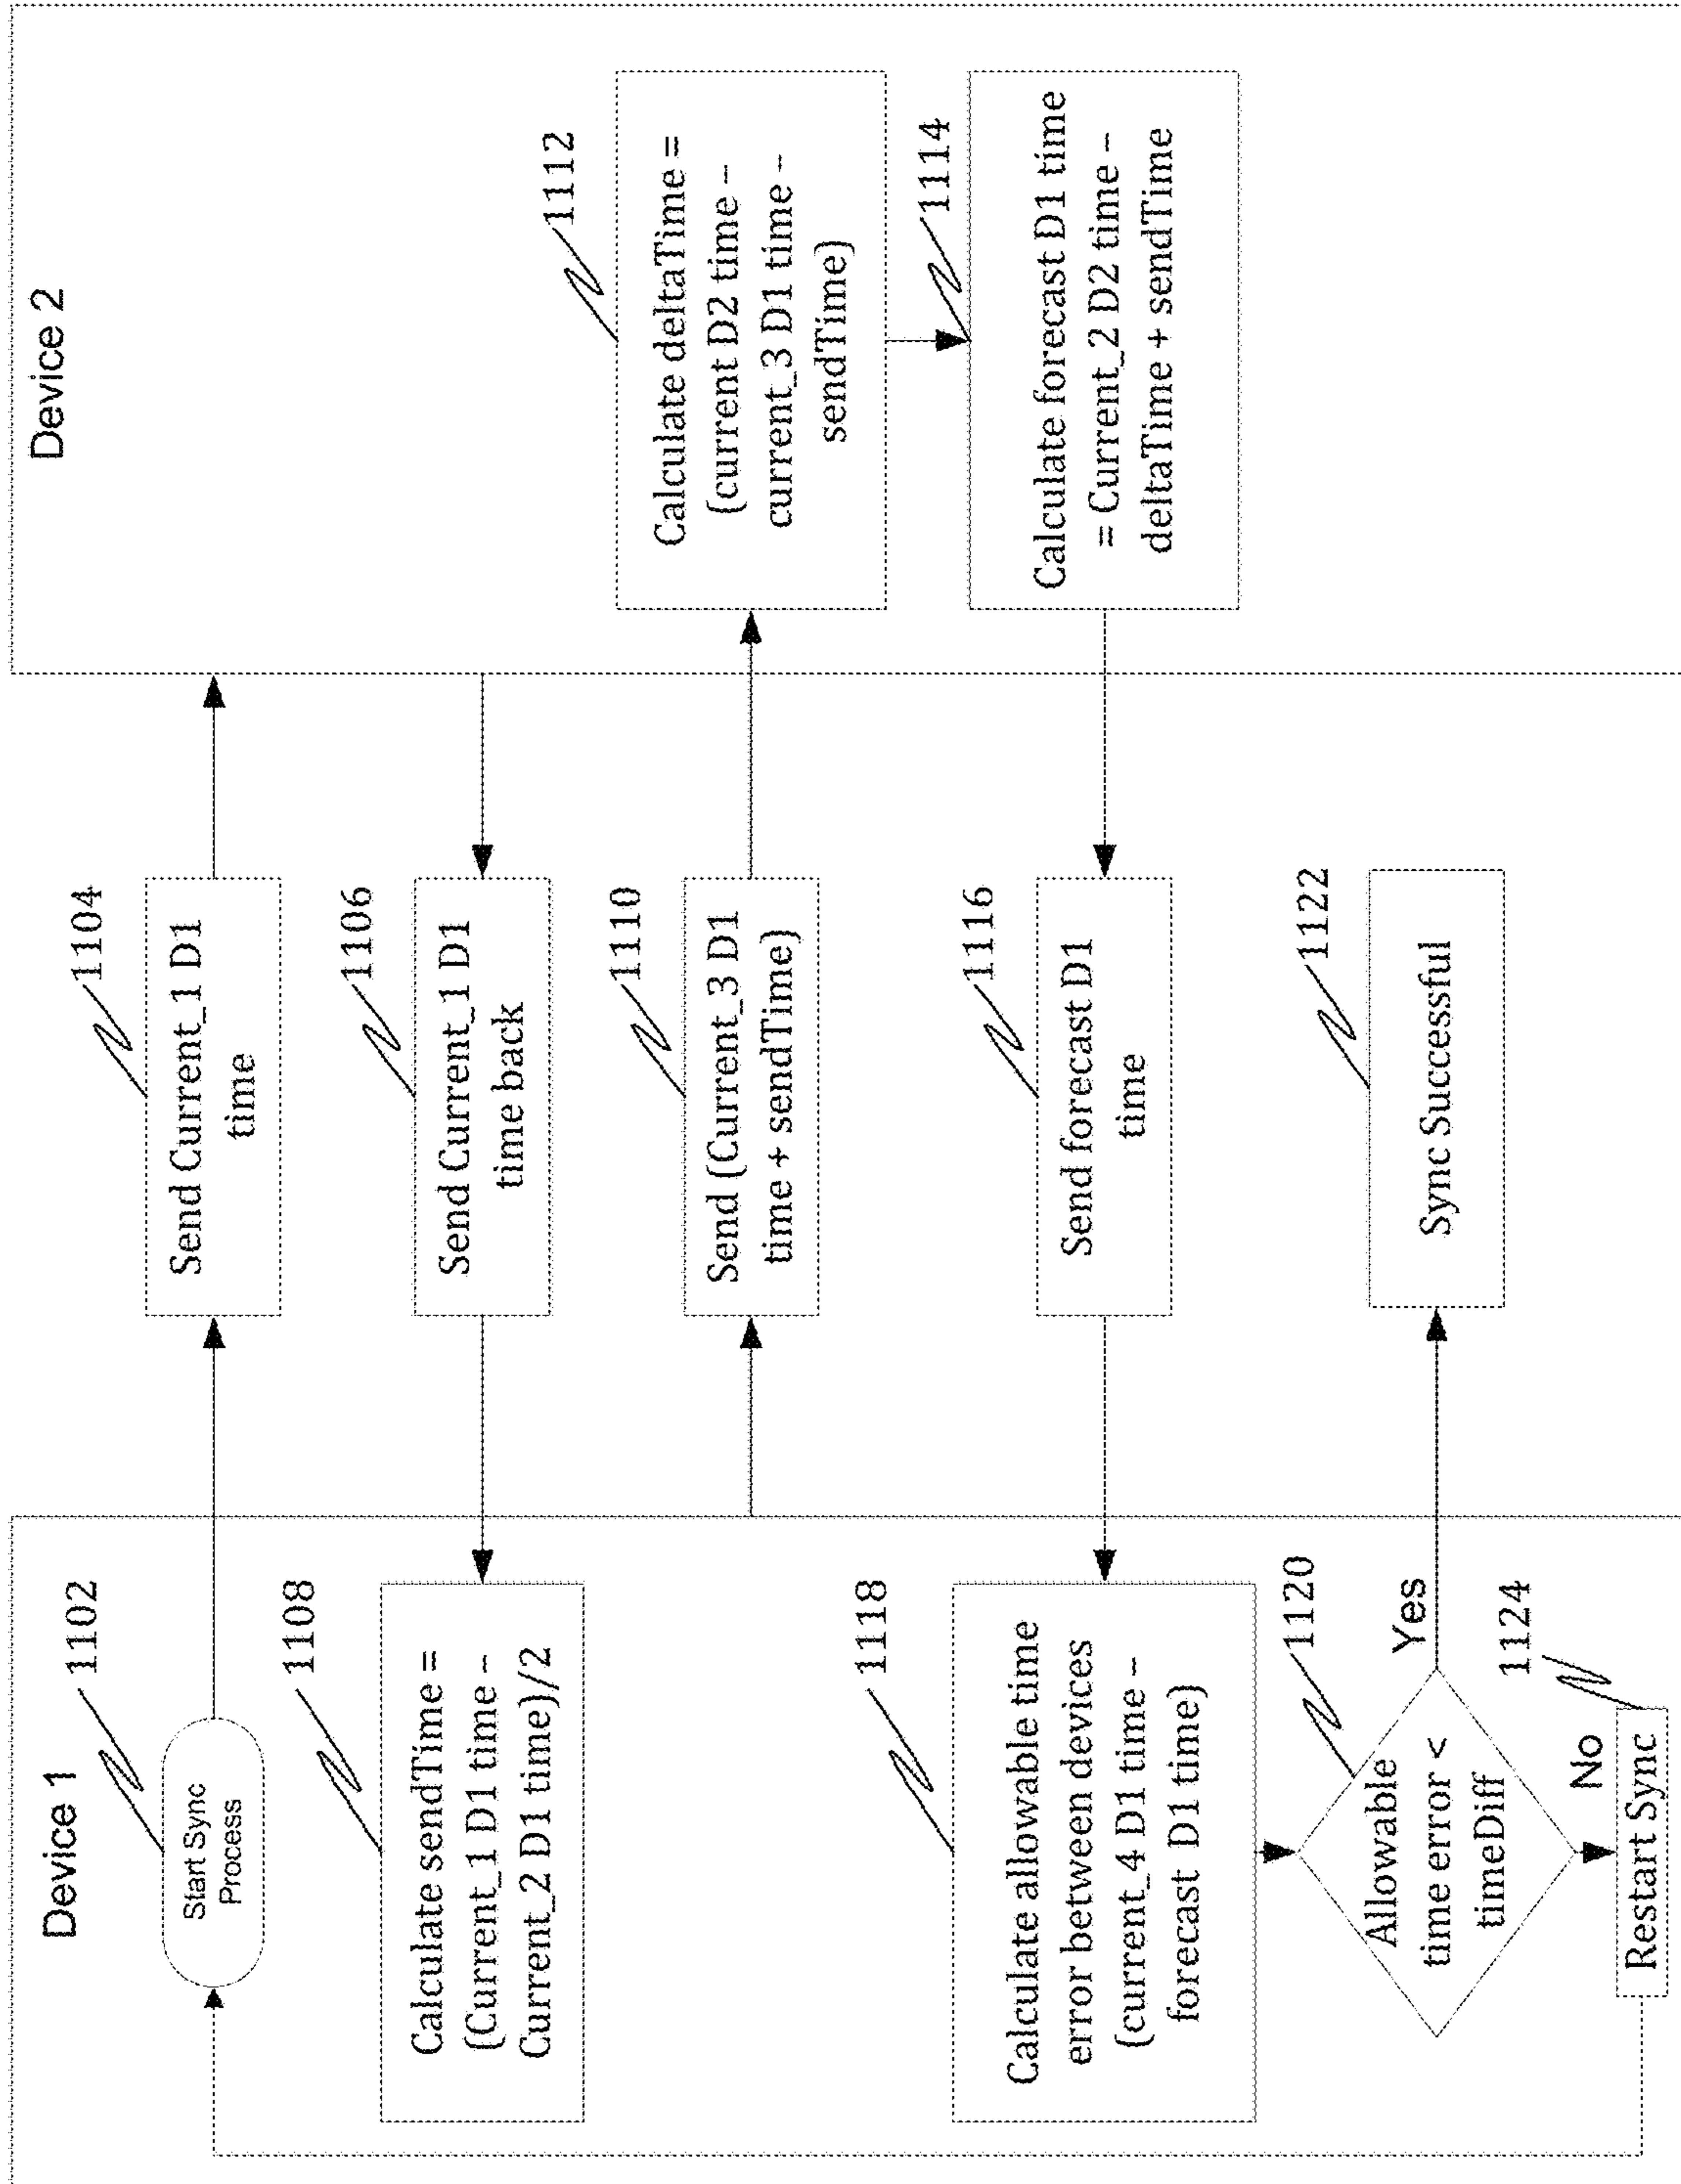 Device 1
Device 2
1102
Start Sync
Process
1104
Send Current_1 D1
time
1106
Send Current_1 D1
time back
1108
Calculate sendTime =
(Current_1 D1 time –
Current_2 D1 time)/2
1110
Send (Current_3 D1
time + sendTime)
1112
Calculate deltaTime =
(current D2 time –
current_3 D1 time –
sendTime)
1114
Calculate forecast D1 time
= Current_2 D2 time –
deltaTime + sendTime
1116
Send forecast D1
time
1118
Calculate allowable time
error between devices
(current_4 D1 time –
forecast D1 time)
1120
Allowable
time error <
timeDiff
Yes
1122
Sync Successful
No
1124
Restart Sync